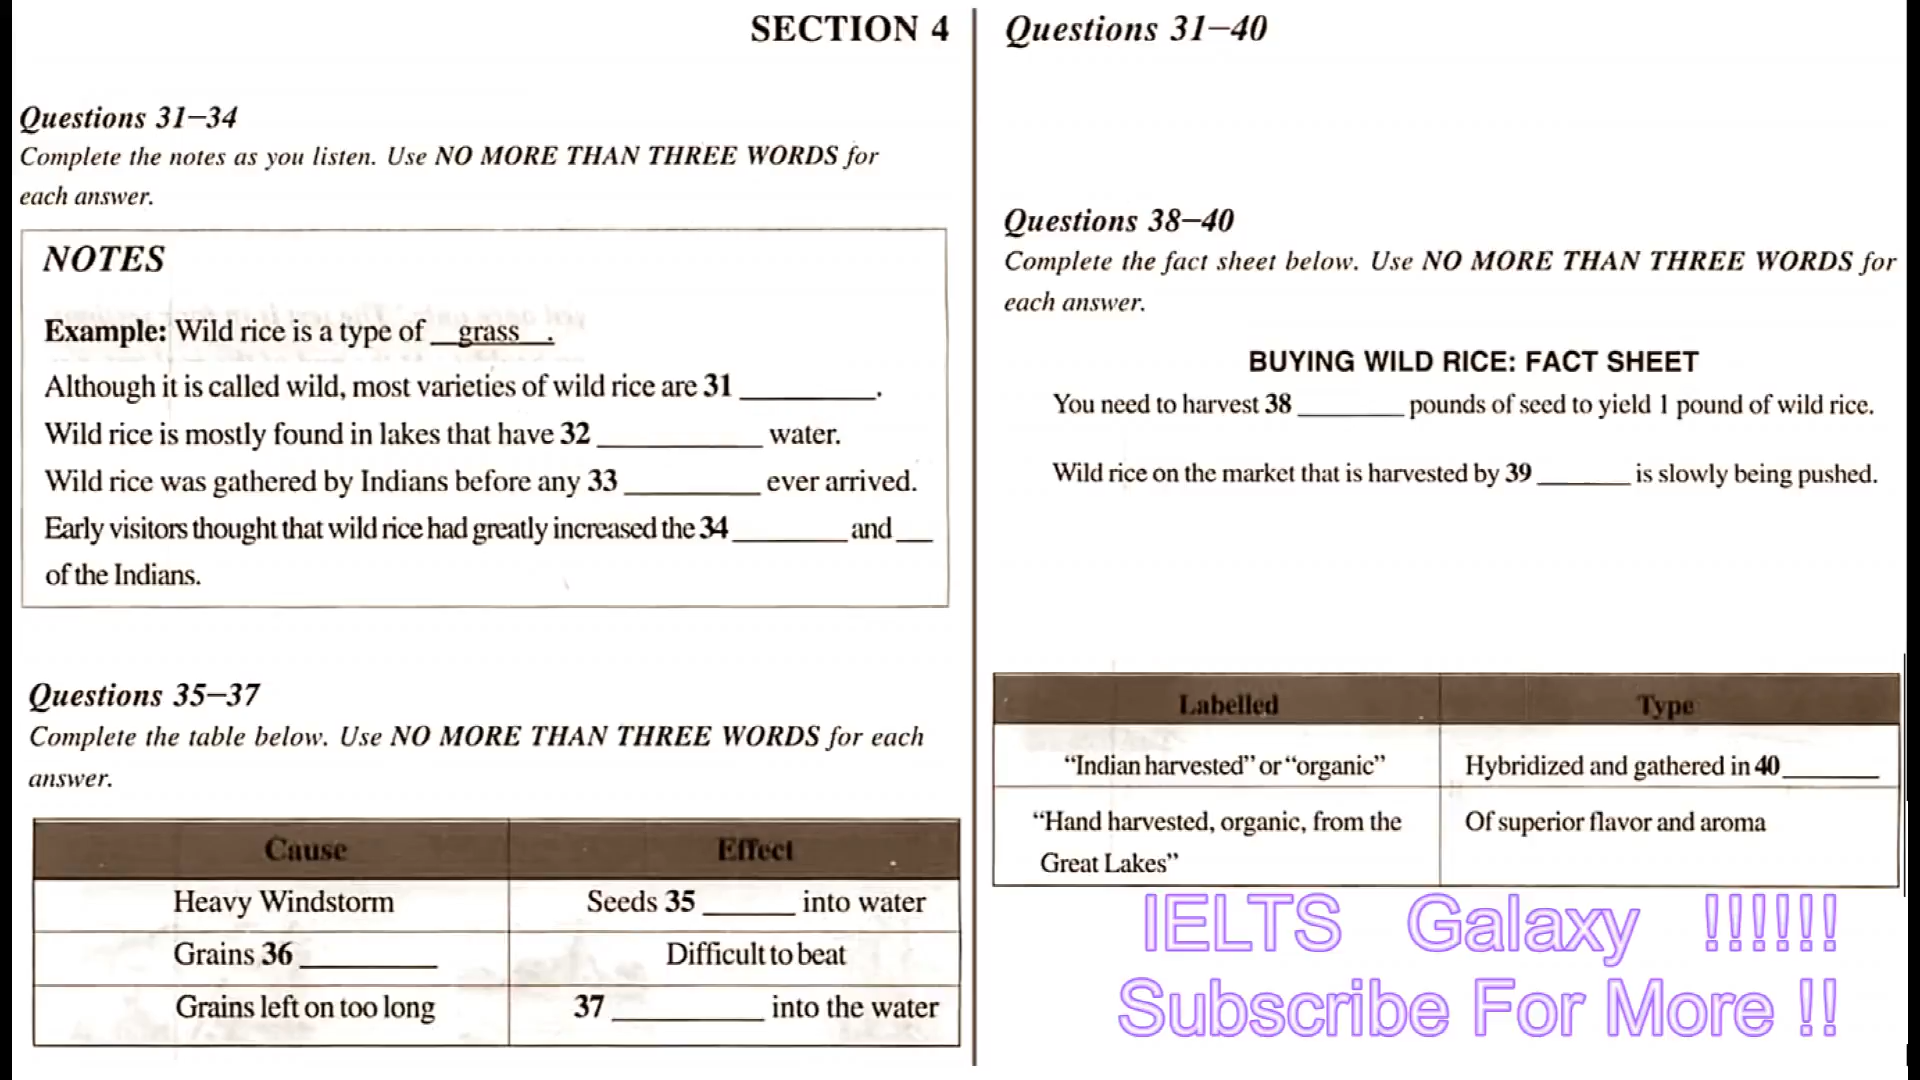 SECTION 4
Questions 31–34
Complete the notes as you listen. Use NO MORE THAN THREE WORDS for
each answer.
NOTES
Example: Wild rice is a type of __grass__.
Although it is called wild, most varieties of wild rice are 31 __________.
Wild rice is mostly found in lakes that have 32 ____________ water.
Wild rice was gathered by Indians before any 33 __________ ever arrived.
Early visitors thought that wild rice had greatly increased the 34 ________ and ___
of the Indians.
Questions 35–37
Complete the table below. Use NO MORE THAN THREE WORDS for each
answer.
Cause Effect
Heavy Windstorm Seeds 35 _______ into water
Grains 36 __________ Difficult to beat
Grains left on too long 37 ___________ into the water
Questions 31–40
Questions 38–40
Complete the fact sheet below. Use NO MORE THAN THREE WORDS for
each answer.
BUYING WILD RICE: FACT SHEET
You need to harvest 38 ________ pounds of seed to yield 1 pound of wild rice.
Wild rice on the market that is harvested by 39 _______ is slowly being pushed.
Labelled Type
“Indian harvested” or “organic” Hybridized and gathered in 40 _______
“Hand harvested, organic, from the Of superior flavor and aroma
Great Lakes”
IELTS Galaxy !!!!!!
Subscribe For More !!